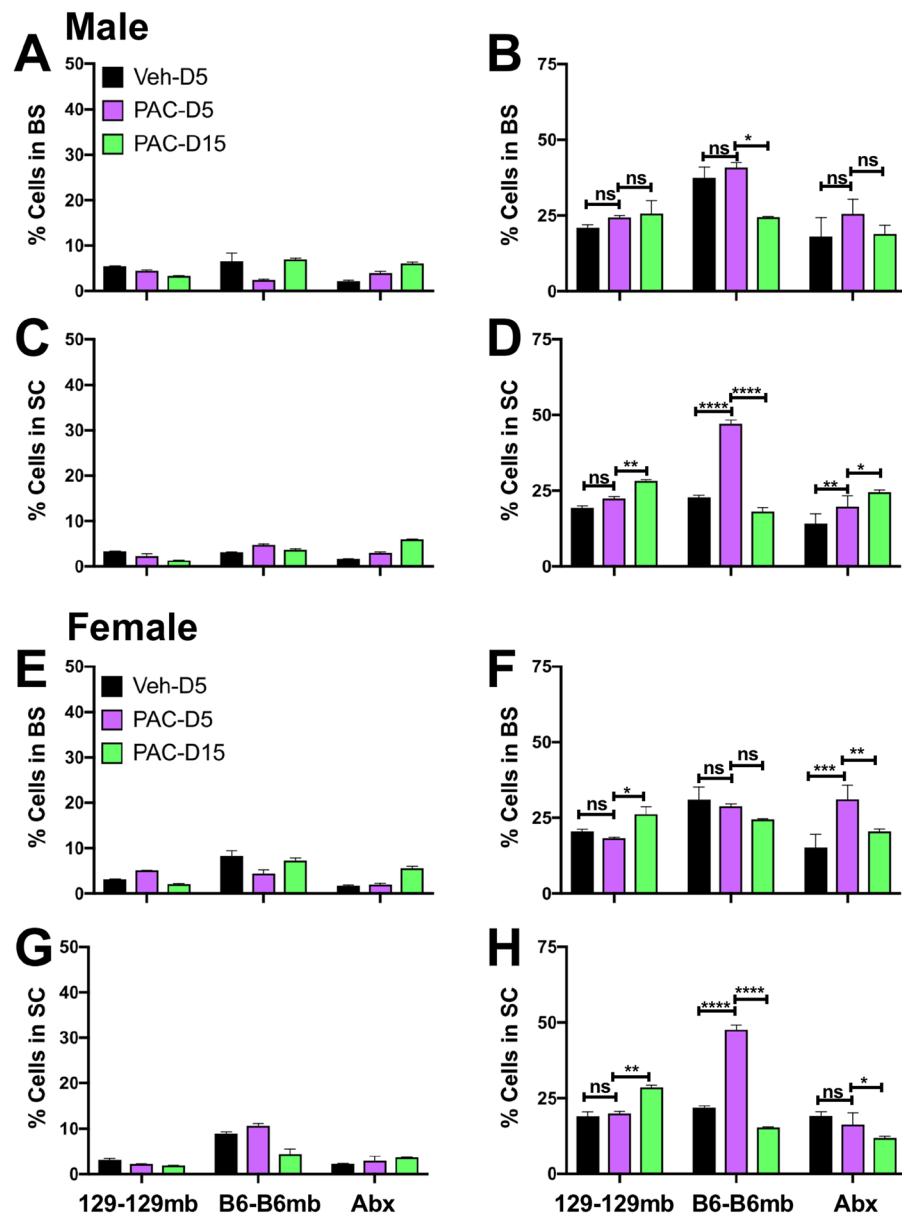 Male
A
% Cells in BS
50
40
30
20
10
0
Veh-D5
PAC-D5
PAC-D15
B
% Cells in BS
75
50
25
0
ns
ns
ns
*
ns
ns
C
% Cells in SC
50
40
30
20
10
0
D
% Cells in SC
75
50
25
0
ns
**
****
****
**
*
Female
E
% Cells in BS
50
40
30
20
10
0
Veh-D5
PAC-D5
PAC-D15
F
% Cells in BS
75
50
25
0
ns
*
ns
ns
***
**
G
% Cells in SC
50
40
30
20
10
0
129-129mb B6-B6mb Abx
H
% Cells in SC
75
50
25
0
ns
**
****
****
ns
*
129-129mb B6-B6mb Abx